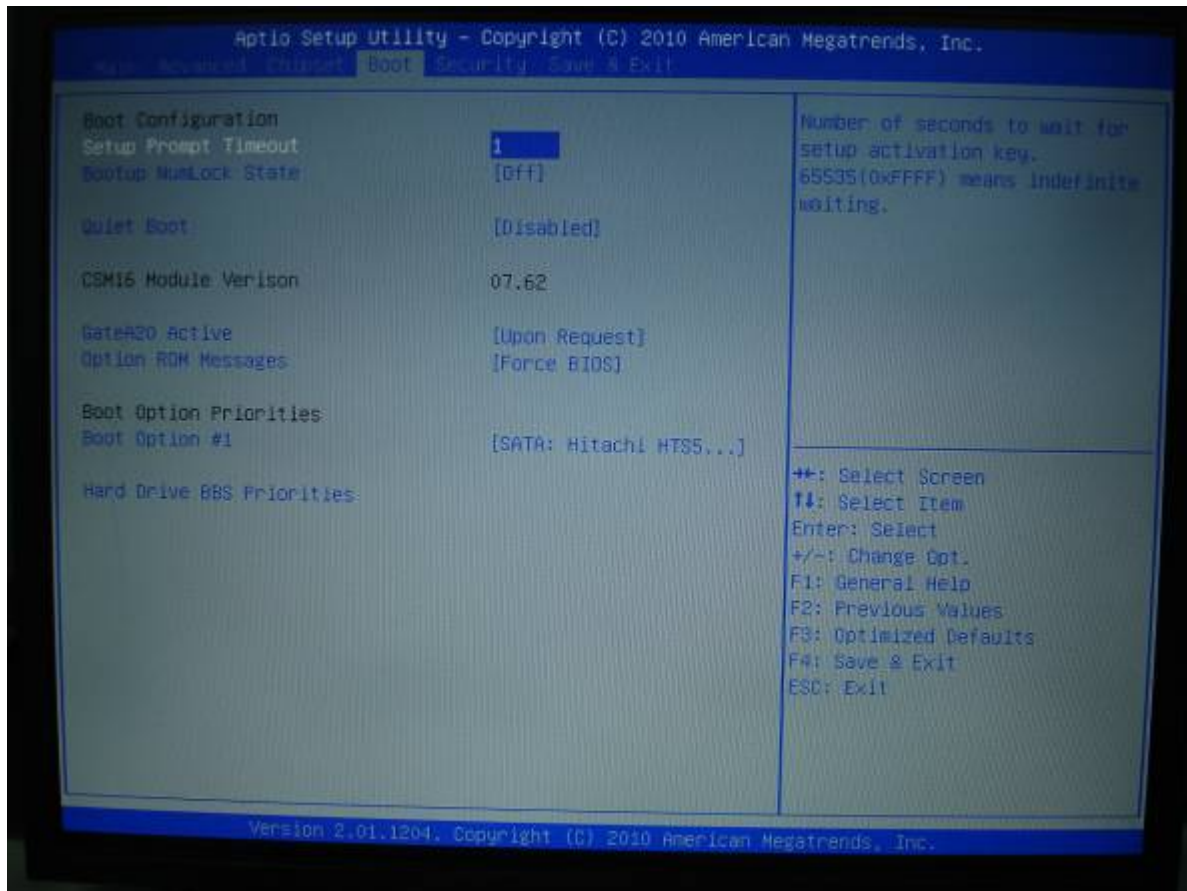 Aptio Setup Utility – Copyright (C) 2010 American Megatrends, Inc.
Main Advanced Chipset Boot Security Save & Exit
Boot Configuration
Setup Prompt Timeout 1
Bootup NumLock State [Off]
Quiet Boot [Disabled]
CSM16 Module Verison 07.62
GateA20 Active [Upon Request]
Option ROM Messages [Force BIOS]
Boot Option Priorities
Boot Option #1 [SATA: Hitachi HTS5...]
Hard Drive BBS Priorities
Number of seconds to wait for
setup activation key.
65535(0xFFFF) means indefinite
waiting.
→←: Select Screen
↑↓: Select Item
Enter: Select
+/-: Change Opt.
F1: General Help
F2: Previous Values
F3: Optimized Defaults
F4: Save & Exit
ESC: Exit
Version 2.01.1204. Copyright (C) 2010 American Megatrends, Inc.